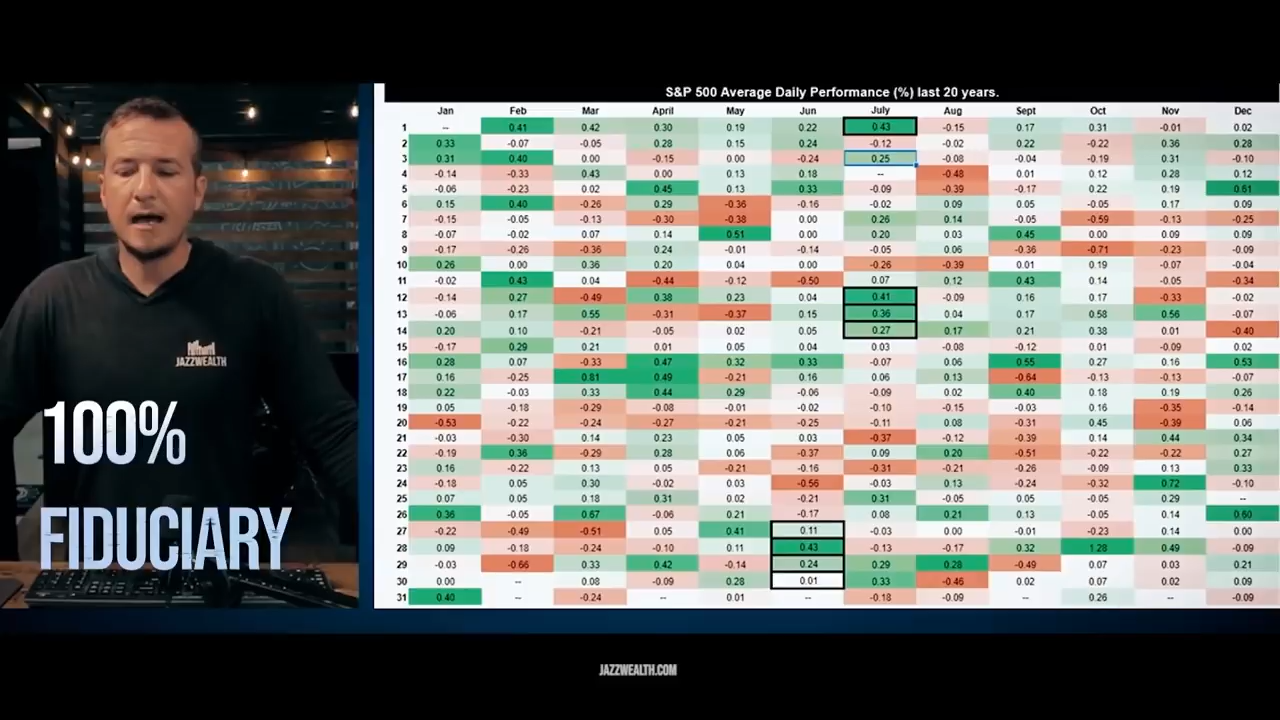 S&P 500 Average Daily Performance (%) last 20 years.
Jan Feb Mar April May Jun July Aug Sept Oct Nov Dec
1 -- 0.41 0.42 0.30 0.19 0.22 0.43 -0.15 0.17 0.31 -0.01 0.02
2 0.33 -0.07 -0.05 0.28 0.15 0.24 -0.12 -0.02 0.22 -0.22 0.36 0.28
3 0.31 0.40 0.00 -0.15 0.00 -0.24 0.25 -0.08 -0.04 -0.19 0.31 -0.10
4 -0.14 -0.33 0.43 0.00 0.13 0.18 -- -0.48 0.01 0.12 0.28 0.12
5 -0.06 -0.23 0.02 0.45 0.13 0.33 -0.09 -0.39 -0.17 0.22 0.19 0.61
6 0.15 0.40 -0.26 0.29 -0.36 -0.16 -0.02 0.09 0.05 -0.05 0.17 0.09
7 -0.15 -0.05 -0.13 -0.30 -0.38 0.00 0.26 0.14 -0.05 -0.59 -0.13 -0.25
8 -0.07 -0.02 0.07 0.14 0.51 0.00 0.20 0.03 0.45 0.00 0.09 0.09
9 -0.17 -0.26 -0.36 0.24 -0.01 -0.14 -0.05 0.06 -0.36 -0.71 -0.23 -0.09
10 0.26 0.00 0.36 0.20 0.04 0.00 -0.26 -0.39 0.01 0.19 -0.07 -0.04
11 -0.02 0.43 0.04 -0.44 -0.12 -0.50 0.07 0.12 0.43 0.14 -0.05 -0.34
12 -0.14 0.27 -0.49 0.38 0.23 0.04 0.41 -0.09 0.16 0.17 -0.33 -0.02
13 -0.06 0.17 0.55 -0.31 -0.37 0.15 0.36 0.04 0.17 0.58 0.56 -0.07
14 0.20 0.10 -0.21 -0.05 0.02 0.05 0.27 0.17 0.21 0.38 0.01 -0.40
15 -0.17 0.29 0.21 0.01 0.05 0.04 0.03 -0.08 -0.12 0.01 -0.09 0.02
16 0.28 0.07 -0.33 0.47 0.32 0.33 -0.07 0.06 0.55 0.27 0.16 0.53
17 0.16 -0.25 0.81 0.49 -0.21 0.16 0.06 0.13 -0.64 -0.13 -0.13 -0.07
18 0.22 -0.03 0.33 0.44 0.29 -0.06 -0.09 0.02 0.40 0.18 0.19 0.26
19 0.05 -0.18 -0.29 -0.08 -0.01 -0.02 -0.10 -0.15 -0.03 0.16 -0.35 -0.14
20 -0.53 -0.22 -0.24 -0.27 -0.21 -0.25 -0.11 0.08 -0.31 0.45 -0.39 0.06
21 -0.03 -0.30 0.14 0.23 0.05 0.03 -0.37 -0.12 -0.39 0.14 0.44 0.34
22 -0.19 0.36 -0.29 0.28 0.06 -0.37 0.09 0.20 -0.51 -0.22 -0.22 0.27
23 0.16 -0.22 0.13 0.05 -0.21 -0.16 -0.31 -0.21 -0.26 -0.09 0.13 0.33
24 -0.18 0.05 0.30 -0.02 0.03 -0.56 -0.03 0.13 -0.24 -0.32 0.72 -0.10
25 0.07 0.05 0.18 0.31 0.02 -0.21 0.31 -0.05 0.05 -0.05 0.29 --
26 0.36 -0.05 0.67 -0.06 0.21 -0.17 0.08 0.21 0.13 -0.05 0.14 0.60
27 -0.22 -0.49 -0.51 0.05 0.41 0.11 -0.03 0.00 -0.01 -0.23 0.14 0.00
28 0.09 -0.18 -0.24 -0.10 0.11 0.43 -0.13 -0.17 0.32 1.28 0.49 -0.09
29 -0.03 -0.66 0.33 0.42 -0.14 0.24 0.29 0.28 -0.49 0.07 0.03 0.21
30 0.00 -- 0.08 -0.09 0.28 0.01 0.33 -0.46 0.02 0.07 0.02 0.09
31 0.40 -- -0.24 -- 0.01 -- -0.18 -0.09 -- 0.26 -- -0.09
JAZZWEALTH
100%
FIDUCIARY
JAZZWEALTH.COM